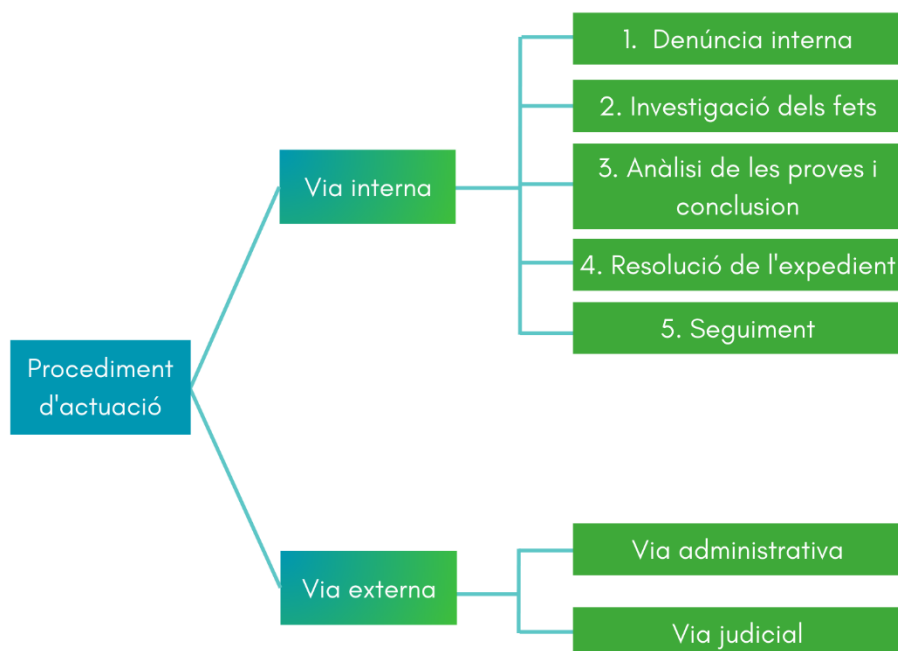 1. Denúncia interna
2. Investigació dels fets
3. Anàlisi de les proves i
conclusion
4. Resolució de l'expedient
5. Seguiment
Via interna
Procediment
d'actuació
Via externa
Via administrativa
Via judicial